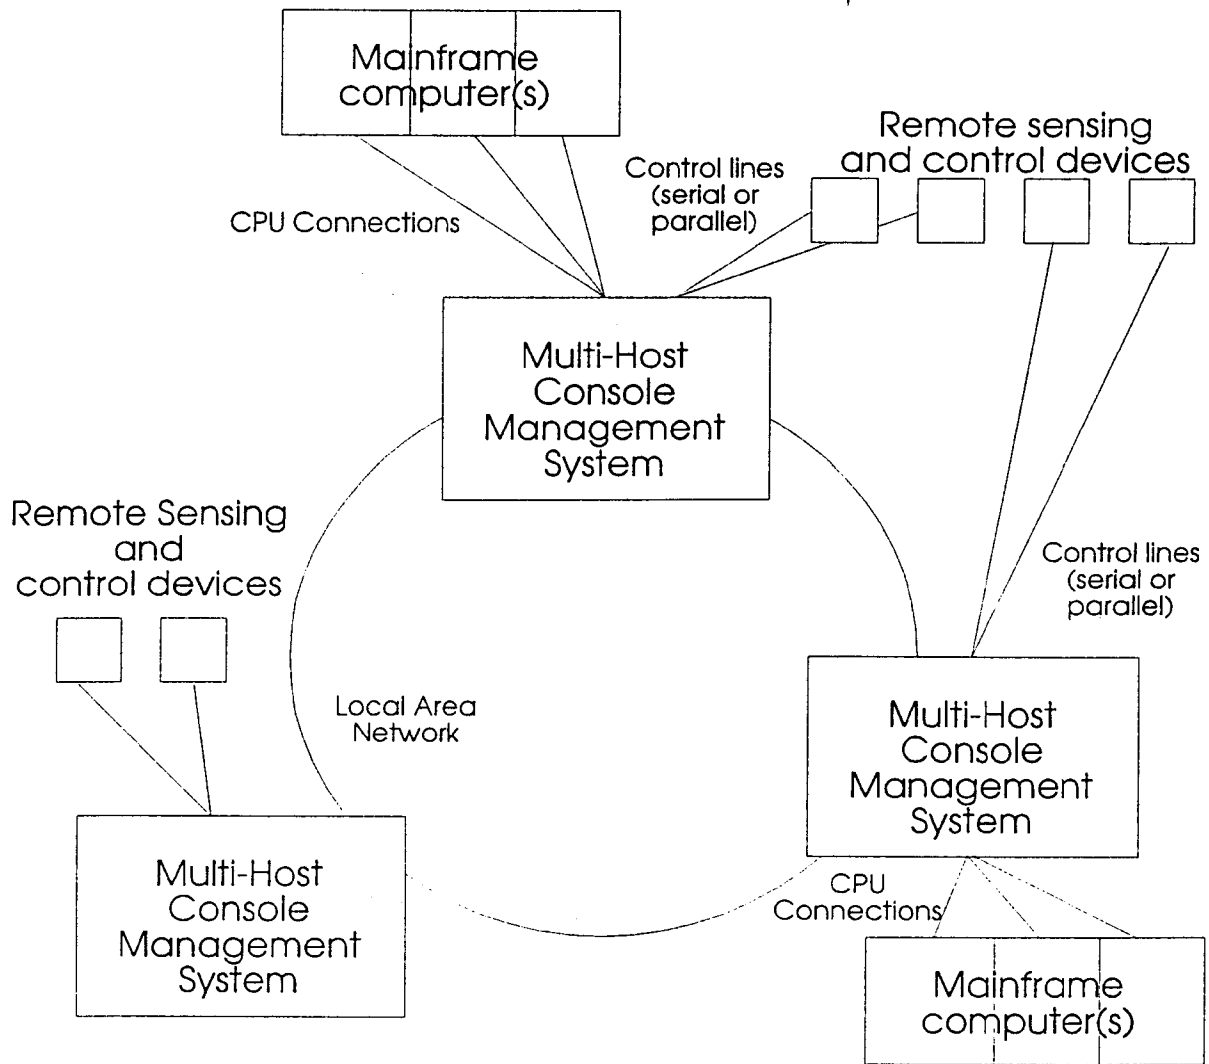 Mainframe
computer(s)
Remote sensing
and control devices
Control lines
(serial or
parallel)
CPU Connections
Multi-Host
Console
Management
System
Remote Sensing
and
control devices
Control lines
(serial or
parallel)
Local Area
Network
Multi-Host
Console
Management
System
Multi-Host
Console
Management
System
CPU
Connections
Mainframe
computer(s)